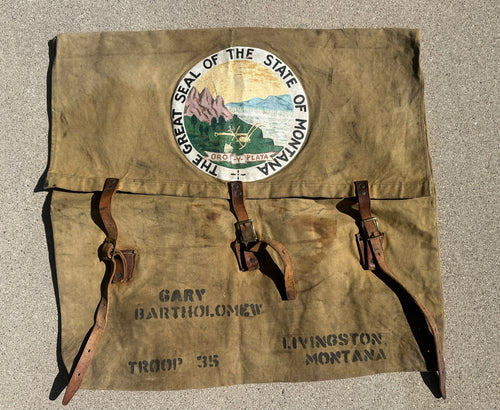 THE GREAT SEAL OF THE STATE OF MONTANA
ORO Y PLATA
GARY
BARTHOLOMEW
TROOP 35
LIVINGSTON
MONTANA